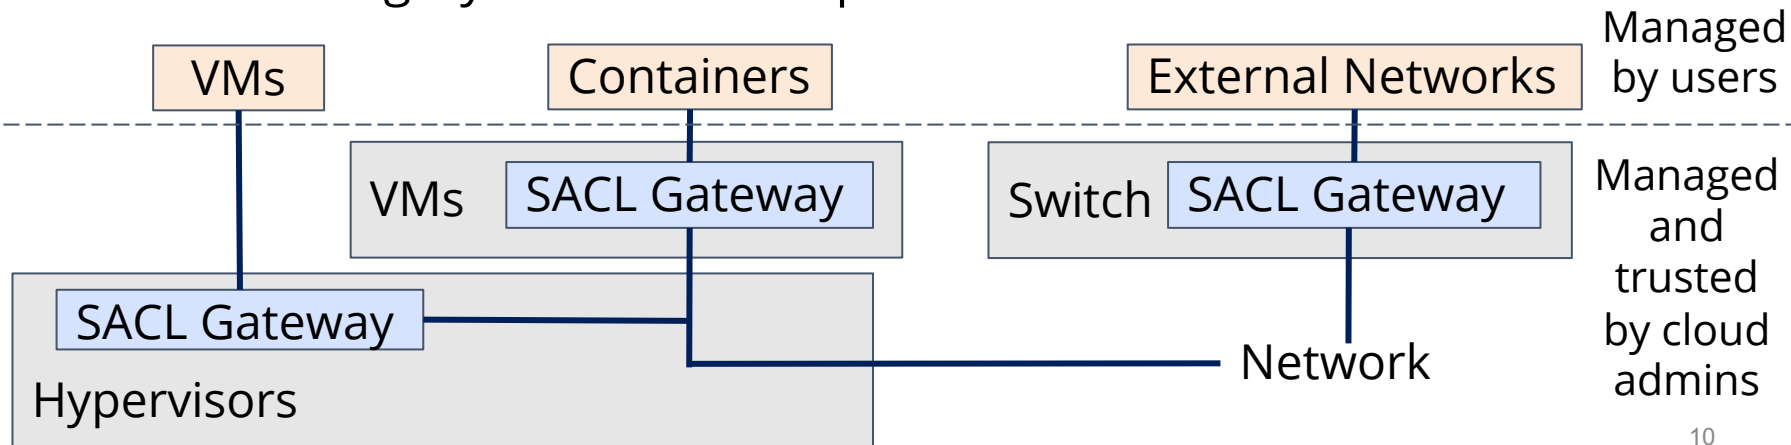 VMs
Containers
External Networks
Managed
by users
VMs
SACL Gateway
Switch
SACL Gateway
Managed
and
trusted
by cloud
admins
SACL Gateway
Network
Hypervisors
10